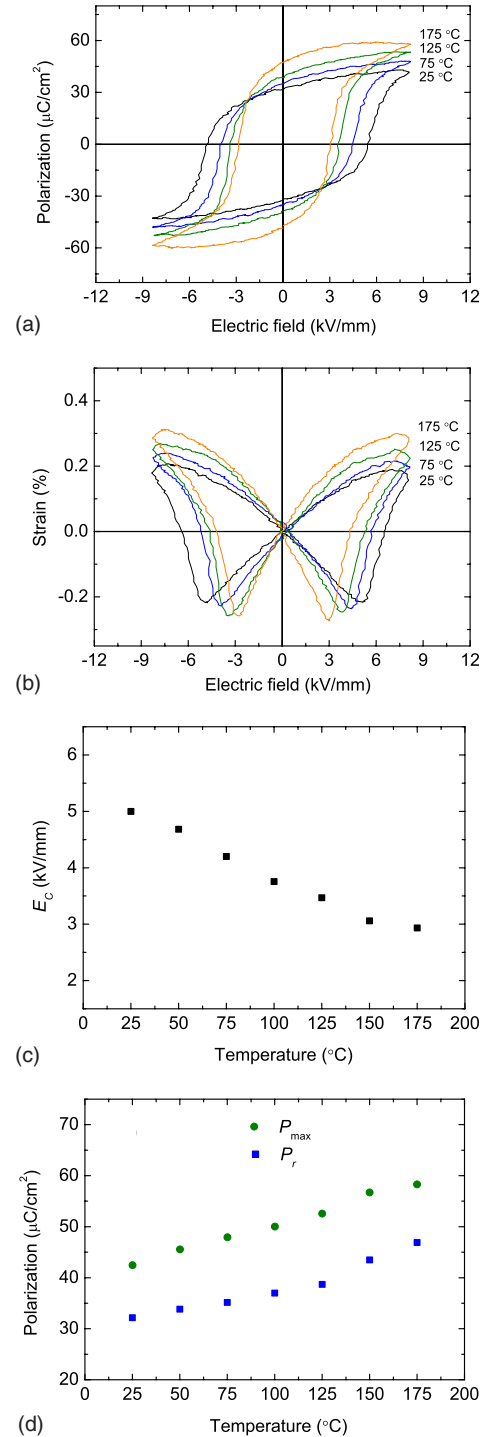 175 °C
125 °C
75 °C
25 °C
60
30
0
-30
-60
Polarization (μC/cm²)
-12 -9 -6 -3 0 3 6 9 12
(a)
Electric field (kV/mm)
0.4
0.2
0.0
-0.2
Strain (%)
175 °C
125 °C
75 °C
25 °C
-12 -9 -6 -3 0 3 6 9 12
(b)
Electric field (kV/mm)
6
5
4
3
2
E_C (kV/mm)
0 25 50 75 100 125 150 175 200
(c)
Temperature (°C)
70
60
50
40
30
20
Polarization (μC/cm²)
P_max
P_r
0 25 50 75 100 125 150 175 200
(d)
Temperature (°C)